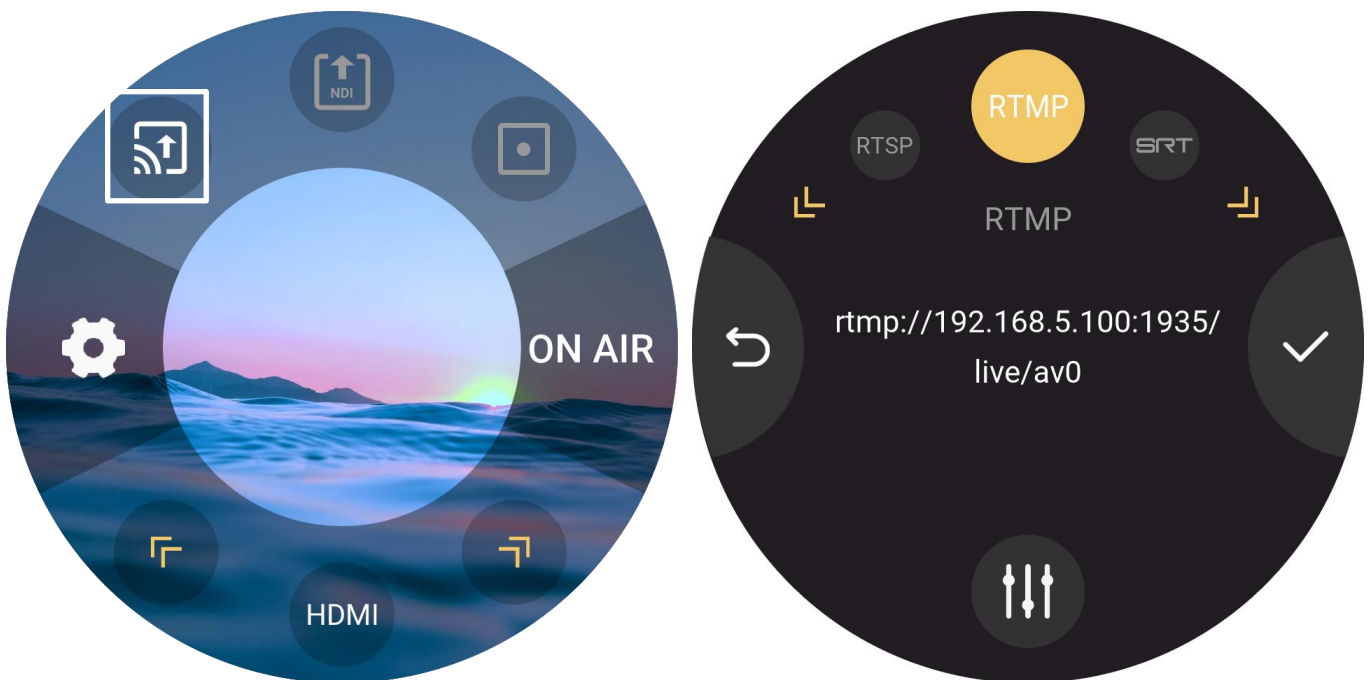 NDI
ON AIR
HDMI
RTMP
RTSP
SRT
RTMP
rtmp://192.168.5.100:1935/
live/av0